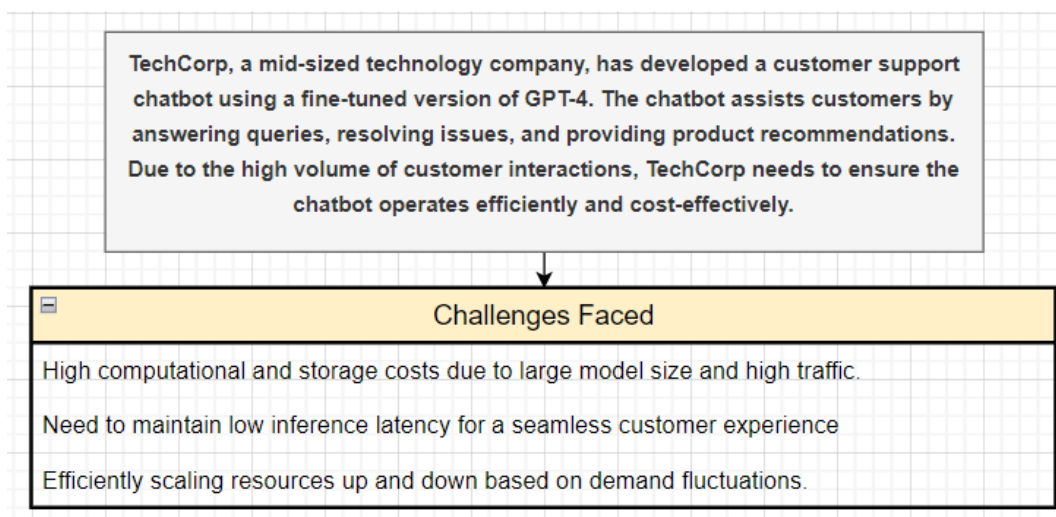 TechCorp, a mid-sized technology company, has developed a customer support
chatbot using a fine-tuned version of GPT-4. The chatbot assists customers by
answering queries, resolving issues, and providing product recommendations.
Due to the high volume of customer interactions, TechCorp needs to ensure the
chatbot operates efficiently and cost-effectively.
Challenges Faced
High computational and storage costs due to large model size and high traffic.
Need to maintain low inference latency for a seamless customer experience
Efficiently scaling resources up and down based on demand fluctuations.